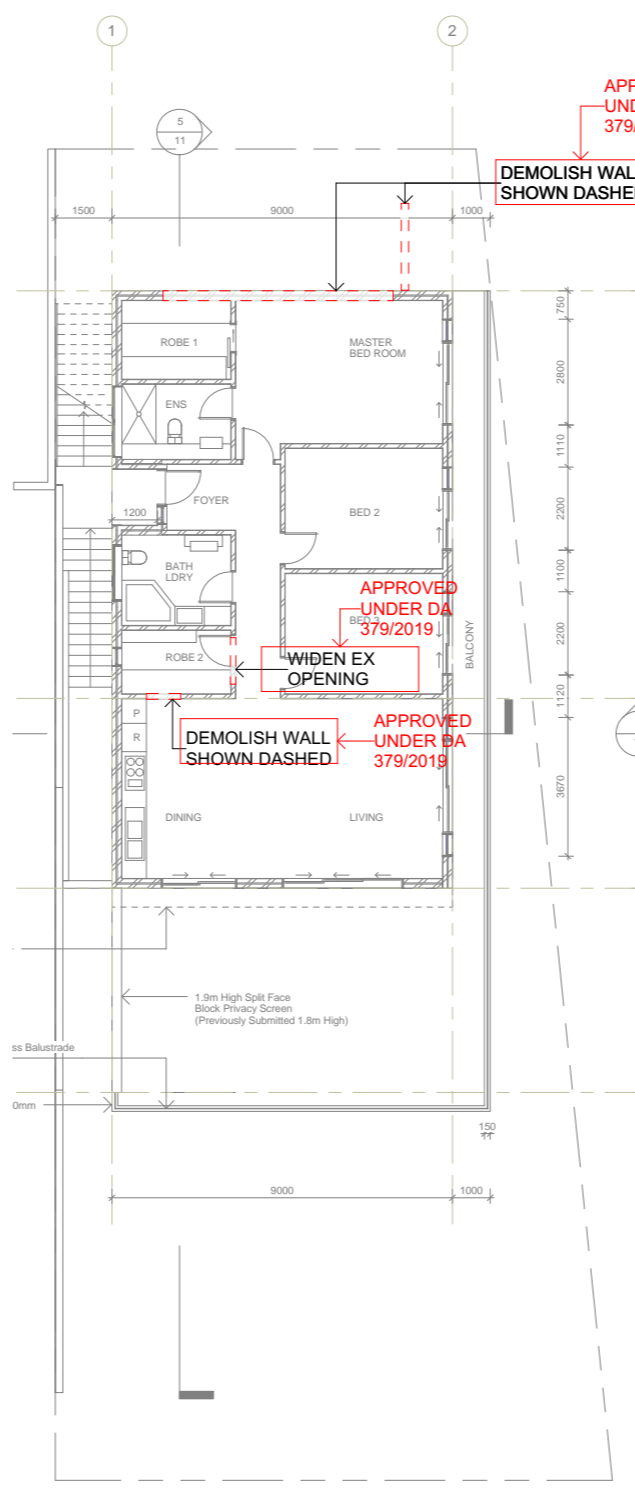 1
2
5
11
APP
UND
379/
DEMOLISH WALL
SHOWN DASHE
1500
9000
1000
750
2800
1110
2200
1100
2200
1120
3670
ROBE 1
MASTER
BED ROOM
ENS
FOYER
1200
BED 2
BATH
LDRY
APPROVED
UNDER DA
379/2019
BED 3
BALCONY
ROBE 2
WIDEN EX
OPENING
P
R
DEMOLISH WALL
SHOWN DASHED
APPROVED
UNDER DA
379/2019
DINING
LIVING
1.9m High Split Face
Block Privacy Screen
(Previously Submitted 1.8m High)
ss Balustrade
0mm
150
9000
1000